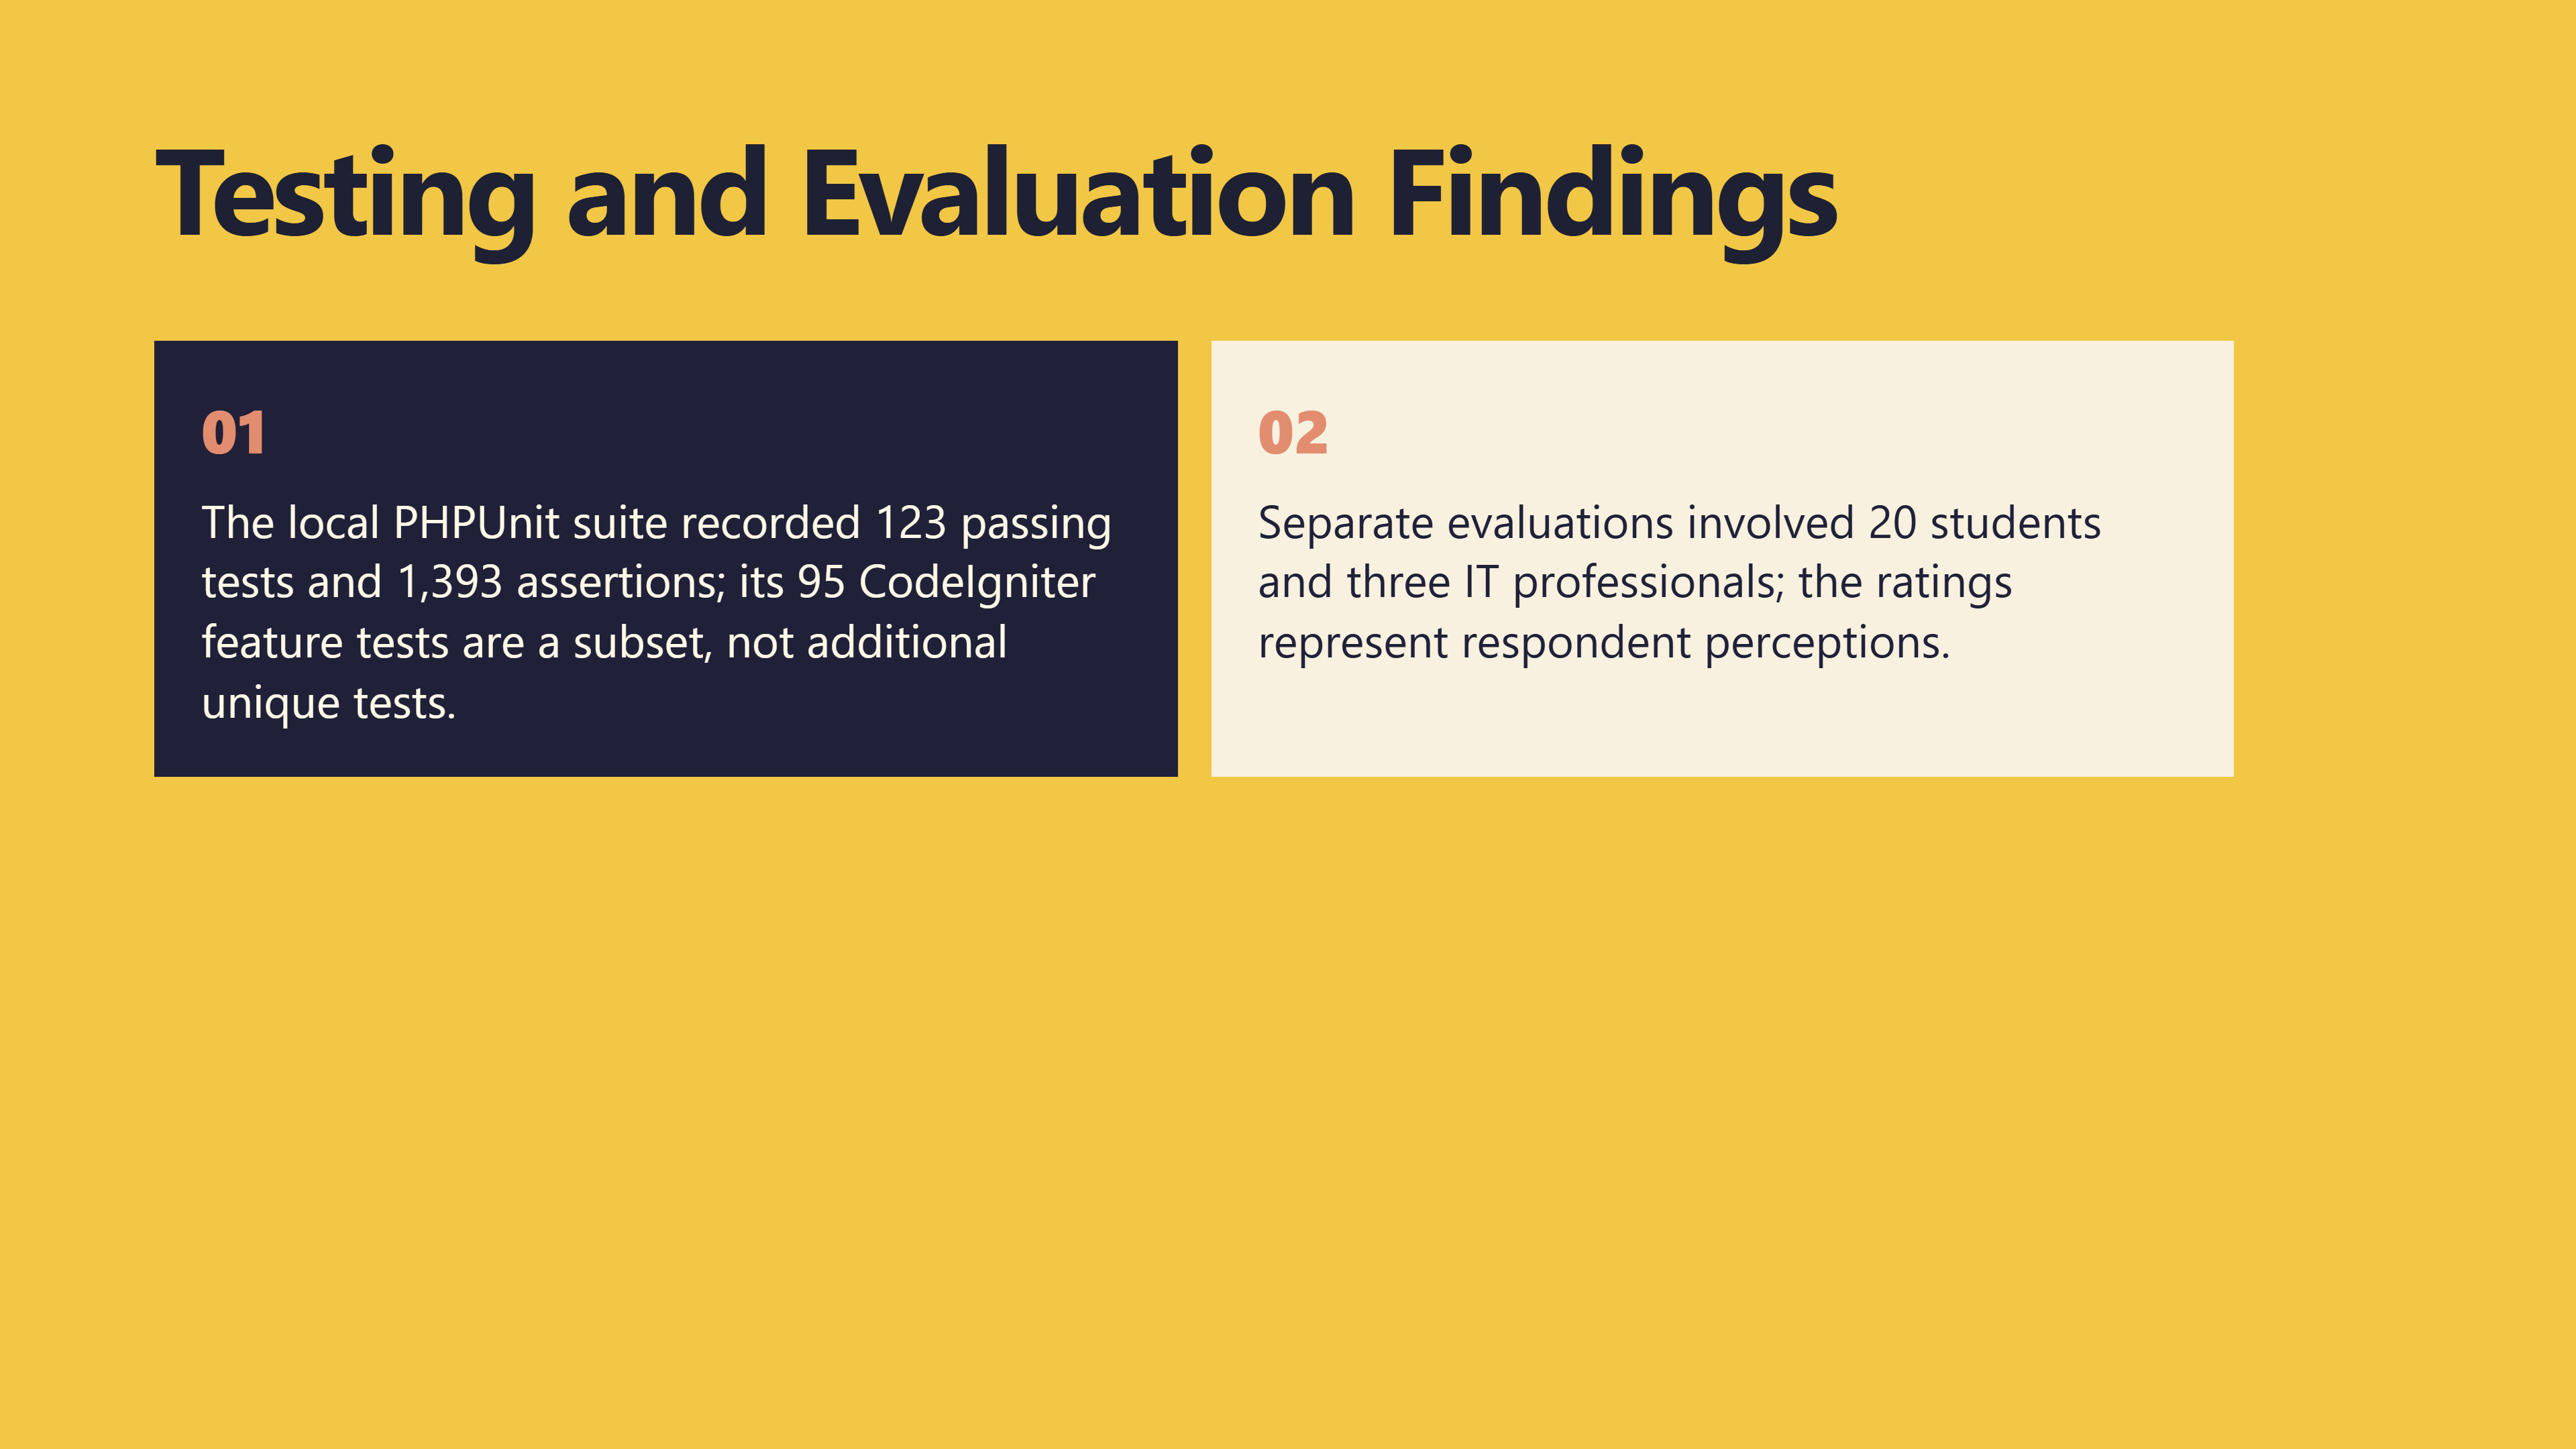 Testing and Evaluation Findings
01
The local PHPUnit suite recorded 123 passing
tests and 1,393 assertions; its 95 CodeIgniter
feature tests are a subset, not additional
unique tests.
02
Separate evaluations involved 20 students
and three IT professionals; the ratings
represent respondent perceptions.